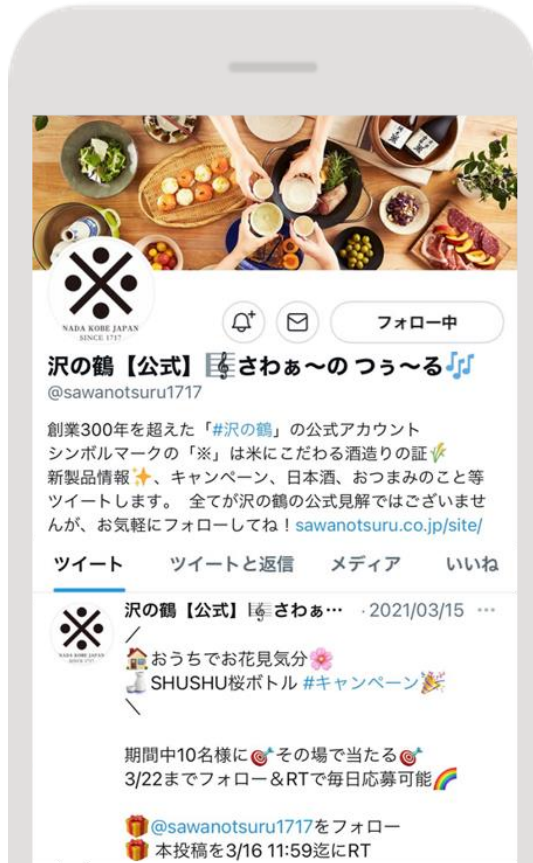 NADA KOBE JAPAN
SINCE 1717
フォロー中
沢の鶴【公式】🎼さわぁ〜の つぅ〜る🎶
@sawanotsuru1717
創業300年を超えた「#沢の鶴」の公式アカウント
シンボルマークの「※」は米にこだわる酒造りの証🌾
新製品情報✨、キャンペーン、日本酒、おつまみのこと等
ツイートします。 全てが沢の鶴の公式見解ではございませ
んが、お気軽にフォローしてね！sawanotsuru.co.jp/site/
ツイート ツイートと返信 メディア いいね
沢の鶴【公式】🎼さわぁ… ·2021/03/15 …
NADA KOBE JAPAN
／
🏠おうちでお花見気分🌸
🍶SHUSHU桜ボトル #キャンペーン🎉
＼
期間中10名様に🎯その場で当たる🎯
3/22までフォロー＆RTで毎日応募可能🌈
🎁@sawanotsuru1717をフォロー
🎁 本投稿を3/16 11:59迄にRT